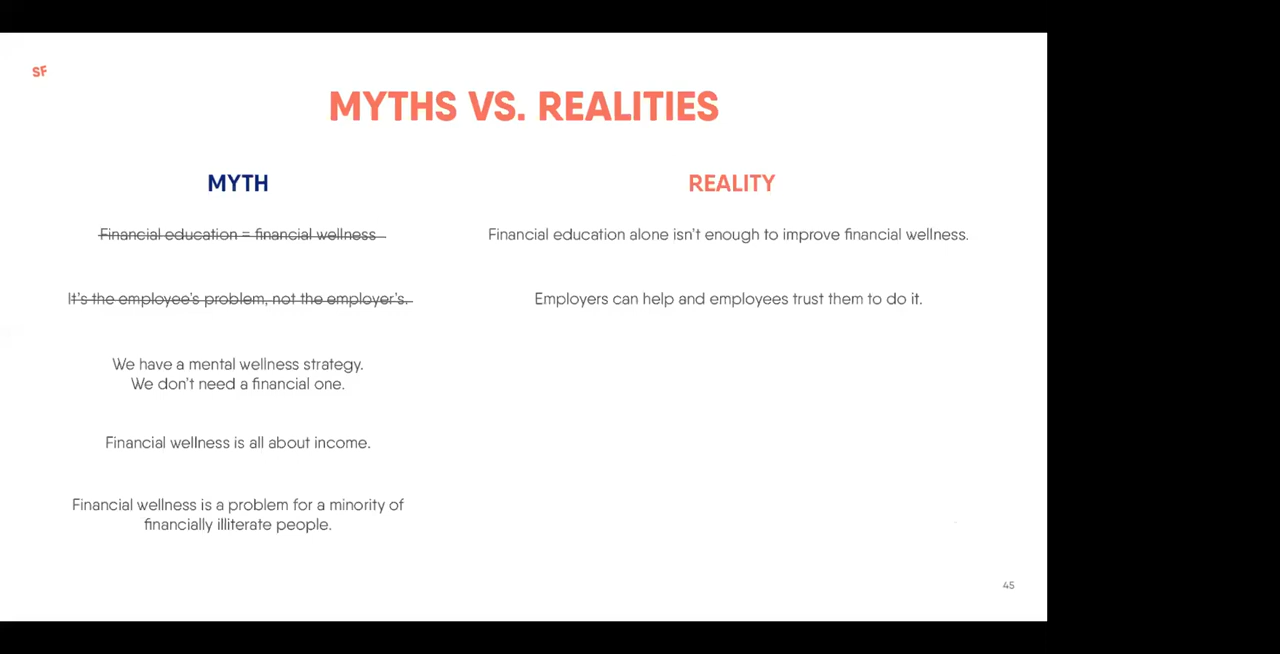 SF
MYTHS VS. REALITIES
MYTH
REALITY
Financial education = financial wellness
Financial education alone isn't enough to improve financial wellness.
It's the employee's problem, not the employer's.
Employers can help and employees trust them to do it.
We have a mental wellness strategy.
We don't need a financial one.
Financial wellness is all about income.
Financial wellness is a problem for a minority of
financially illiterate people.
45